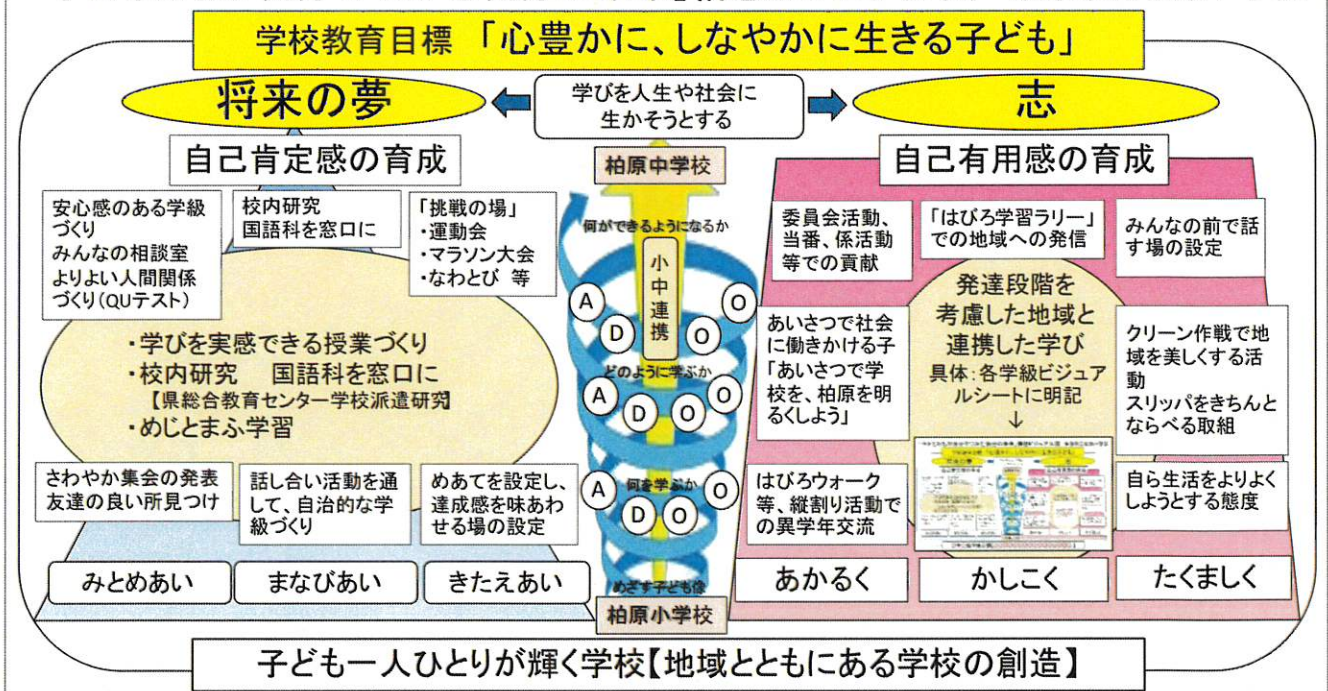 学校教育目標 「心豊かに、しなやかに生きる子ども」
将来の夢
学びを人生や社会に
生かそうとする
志
自己肯定感の育成
安心感のある学級
づくり
みんなの相談室
よりよい人間関係
づくり(QUテスト)
校内研究
国語科を窓口に
「挑戦の場」
・運動会
・マラソン大会
・なわとび 等
・学びを実感できる授業づくり
・校内研究 国語科を窓口に
【県総合教育センター学校派遣研究】
・めじとまふ学習
さわやか集会の発表
友達の良い所見つけ
話し合い活動を通
して、自治的な学
級づくり
めあてを設定し、
達成感を味あわ
せる場の設定
みとめあい
まなびあい
きたえあい
柏原中学校
何ができるようになるか
小中連携
A
D
O
O
どのように学ぶか
A
D
O
O
何を学ぶか
A
D
O
O
めざす子ども像
柏原小学校
自己有用感の育成
委員会活動、
当番、係活動
等での貢献
「はびろ学習ラリー」
での地域への発信
みんなの前で話
す場の設定
あいさつで社会
に働きかける子
「あいさつで学
校を、柏原を明
るくしよう」
発達段階を
考慮した地域と
連携した学び
具体:各学級ビジュア
ルシートに明記
↓
クリーン作戦で地
域を美しくする活
動
スリッパをきちんと
ならべる取組
はびろウォーク
等、縦割り活動で
の異学年交流
自ら生活をよりよく
しようとする態度
あかるく
かしこく
たくましく
子ども一人ひとりが輝く学校【地域とともにある学校の創造】